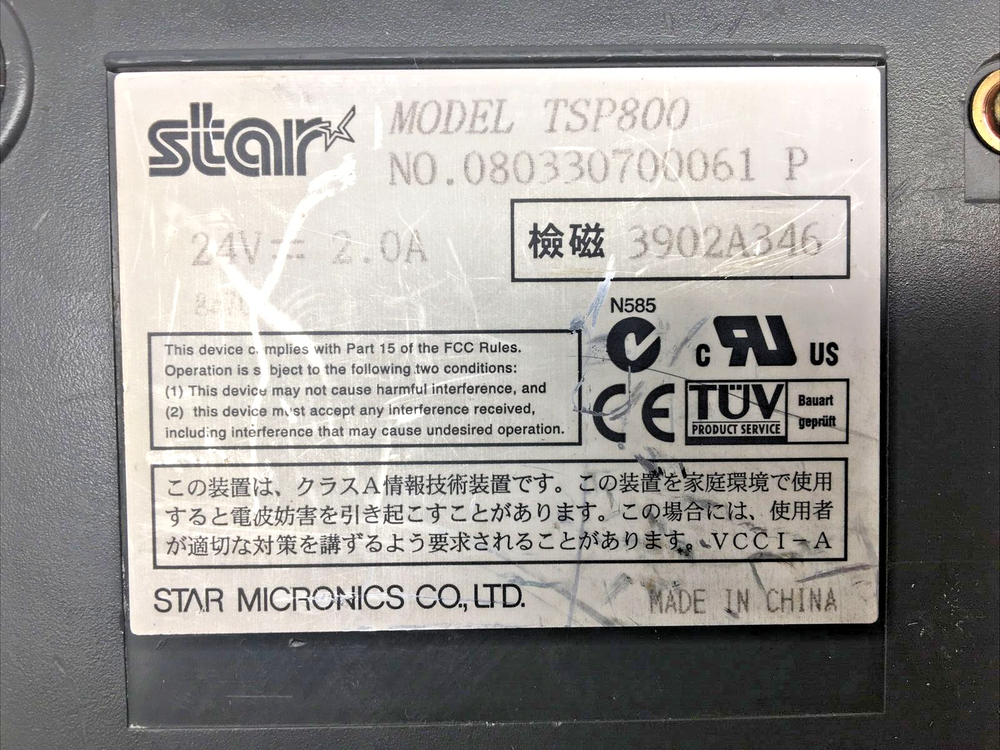 star
MODEL TSP800
NO.080330700061 P
24V⎓ 2.0A
檢磁 3902A346
N585
This device complies with Part 15 of the FCC Rules.
Operation is subject to the following two conditions:
(1) This device may not cause harmful interference, and
(2) this device must accept any interference received,
including interference that may cause undesired operation.
C RU US
CE
TÜV
PRODUCT SERVICE
Bauart
geprüft
この装置は、クラスA情報技術装置です。この装置を家庭環境で使用
すると電波妨害を引き起こすことがあります。この場合には、使用者
が適切な対策を講ずるよう要求されることがあります。VCCI-A
STAR MICRONICS CO.,LTD.
MADE IN CHINA